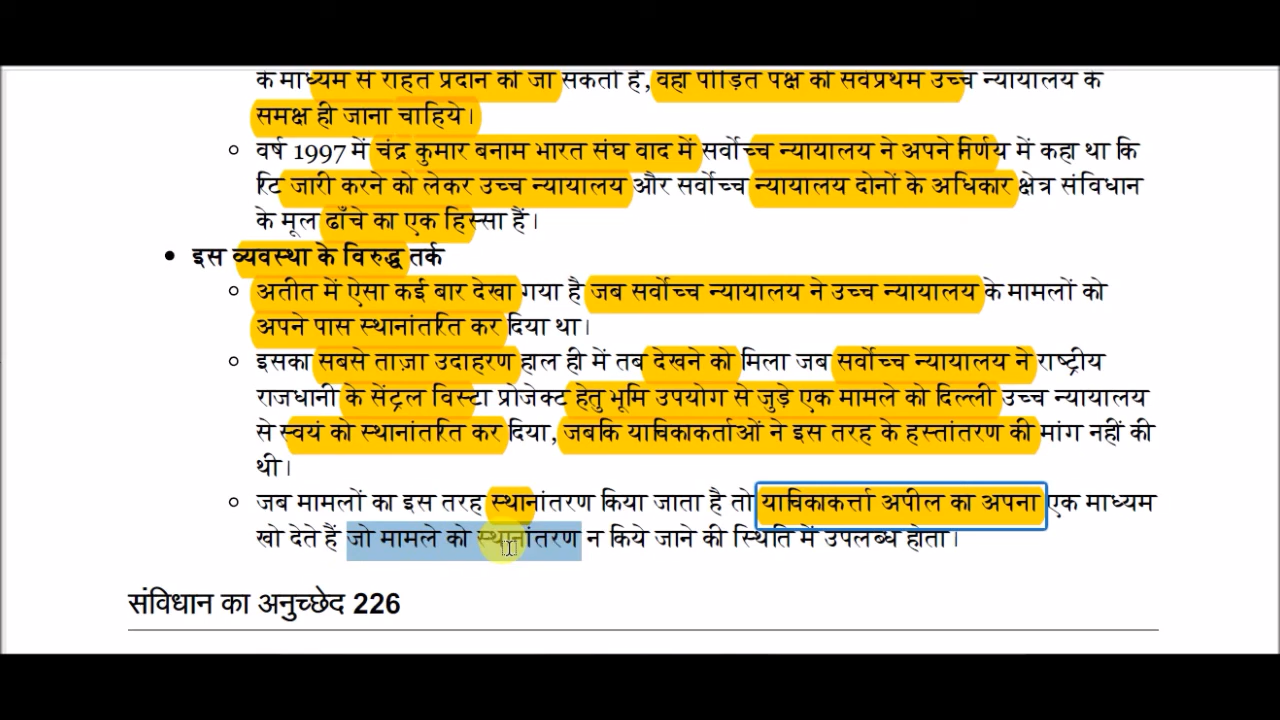 के माध्यम से राहत प्रदान की जा सकती है, वहाँ पीड़ित पक्ष को सर्वप्रथम उच्च न्यायालय के
समक्ष ही जाना चाहिये।
वर्ष 1997 में चंद्र कुमार बनाम भारत संघ वाद में सर्वोच्च न्यायालय ने अपने निर्णय में कहा था कि
रिट जारी करने को लेकर उच्च न्यायालय और सर्वोच्च न्यायालय दोनों के अधिकार क्षेत्र संविधान
के मूल ढाँचे का एक हिस्सा हैं।
इस व्यवस्था के विरुद्ध तर्क
अतीत में ऐसा कई बार देखा गया है जब सर्वोच्च न्यायालय ने उच्च न्यायालय के मामलों को
अपने पास स्थानांतरित कर दिया था।
इसका सबसे ताज़ा उदाहरण हाल ही में तब देखने को मिला जब सर्वोच्च न्यायालय ने राष्ट्रीय
राजधानी के सेंट्रल विस्टा प्रोजेक्ट हेतु भूमि उपयोग से जुड़े एक मामले को दिल्ली उच्च न्यायालय
से स्वयं को स्थानांतरित कर दिया, जबकि याचिकाकर्ताओं ने इस तरह के हस्तांतरण की मांग नहीं की
थी।
जब मामलों का इस तरह स्थानांतरण किया जाता है तो याचिकाकर्त्ता अपील का अपना एक माध्यम
खो देते हैं जो मामले को स्थानांतरण न किये जाने की स्थिति में उपलब्ध होता।
संविधान का अनुच्छेद 226